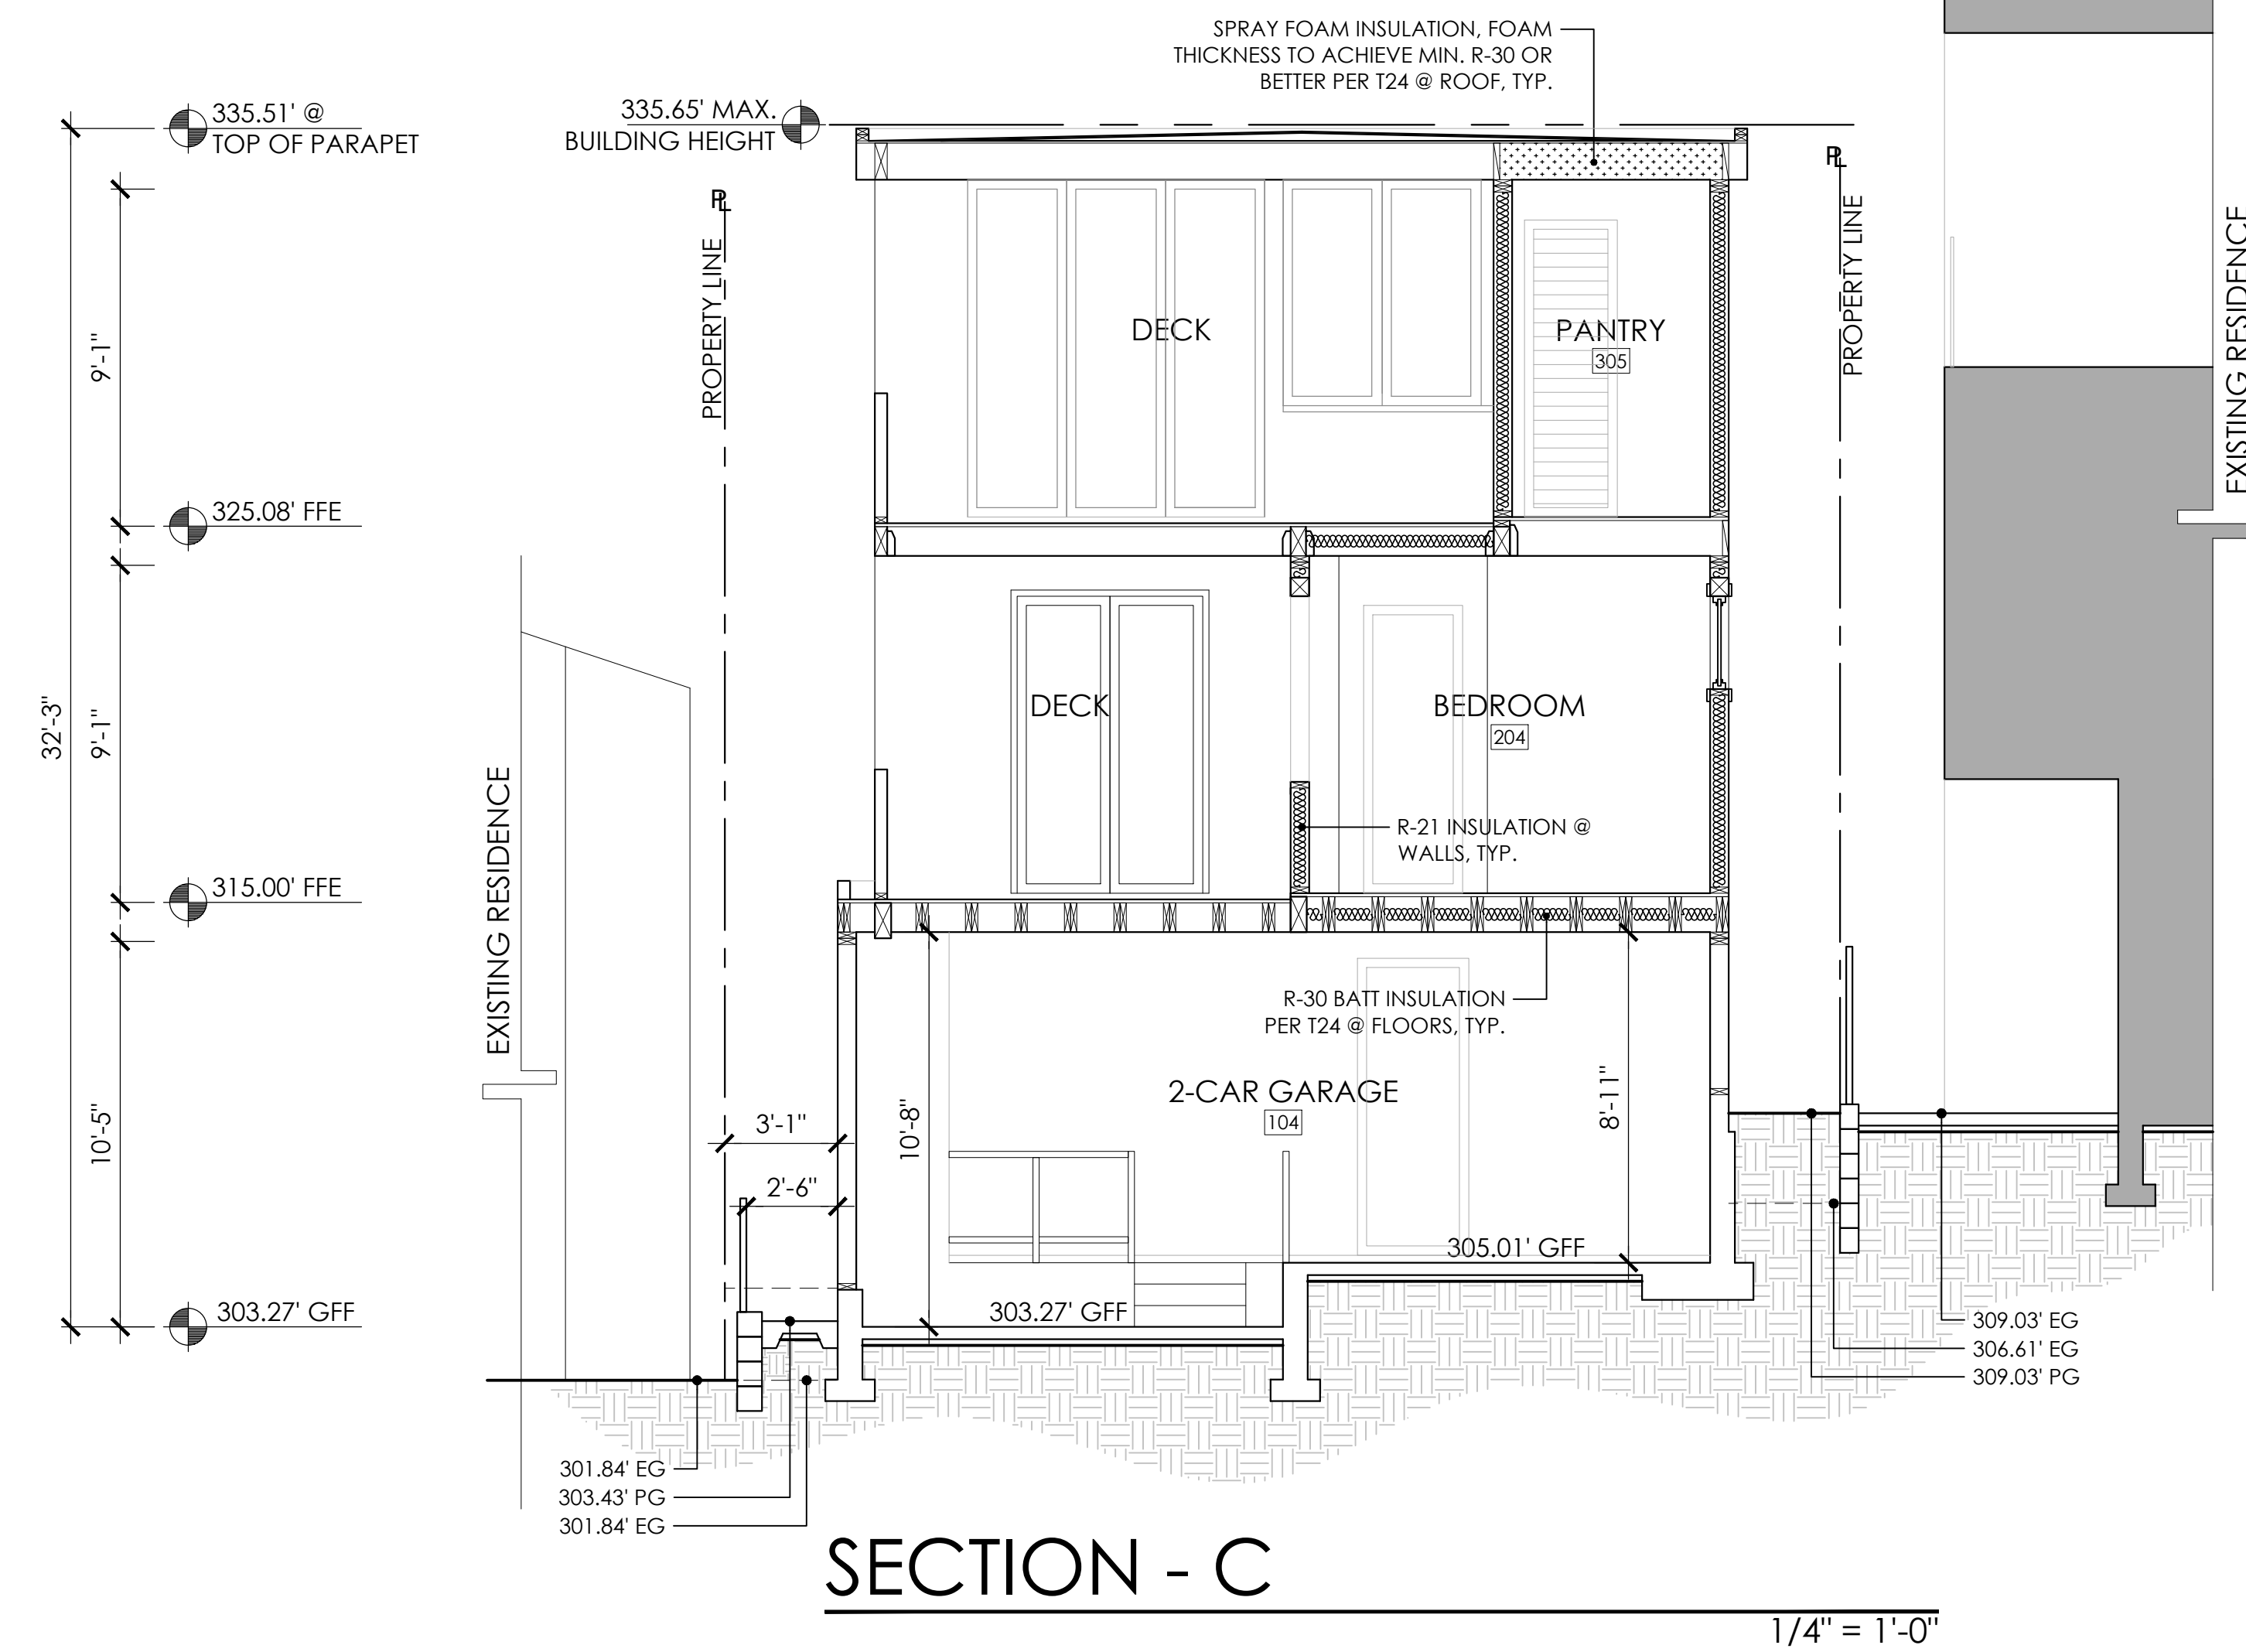 SPRAY FOAM INSULATION, FOAM
THICKNESS TO ACHIEVE MIN. R-30 OR
BETTER PER T24 @ ROOF, TYP.
335.51' @
TOP OF PARAPET
335.65' MAX.
BUILDING HEIGHT
PL
PROPERTY LINE
PL
PROPERTY LINE
EXISTING RESIDENCE
9'-1"
DECK
PANTRY
305
325.08' FFE
32'-3"
9'-1"
DECK
BEDROOM
204
R-21 INSULATION @
WALLS, TYP.
EXISTING RESIDENCE
315.00' FFE
R-30 BATT INSULATION
PER T24 @ FLOORS, TYP.
10'-5"
3'-1"
2'-6"
10'-8"
2-CAR GARAGE
104
8'-11"
305.01' GFF
303.27' GFF
303.27' GFF
309.03' EG
306.61' EG
309.03' PG
301.84' EG
303.43' PG
301.84' EG
SECTION - C
1/4" = 1'-0"